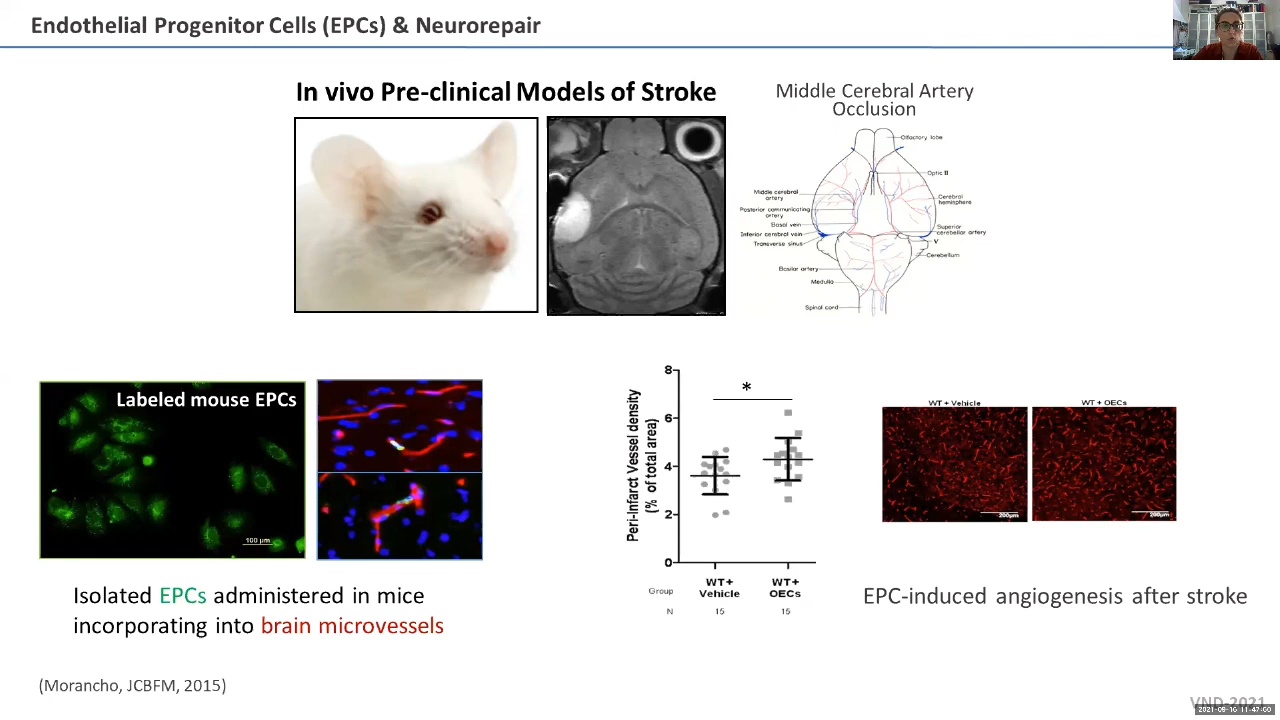 Endothelial Progenitor Cells (EPCs) & Neurorepair
In vivo Pre-clinical Models of Stroke
Middle Cerebral Artery
Occlusion
Olfactory lobe
Optic II
Middle cerebral
artery
Cerebral
hemisphere
Posterior communicating
artery
Basal vein
Superior
cerebellar artery
Inferior cerebral vein
V
Transverse sinus
Cerebellum
Basilar artery
Medulla
Spinal cord
Labeled mouse EPCs
100 µm
Isolated EPCs administered in mice
incorporating into brain microvessels
Peri-Infarct Vessel density
(% of total area)
8
6
4
2
0
*
WT+
Vehicle
WT+
OECs
Group
N
15
15
WT + Vehicle
WT + OECs
200µm
200µm
EPC-induced angiogenesis after stroke
(Morancho, JCBFM, 2015)
VND-2021